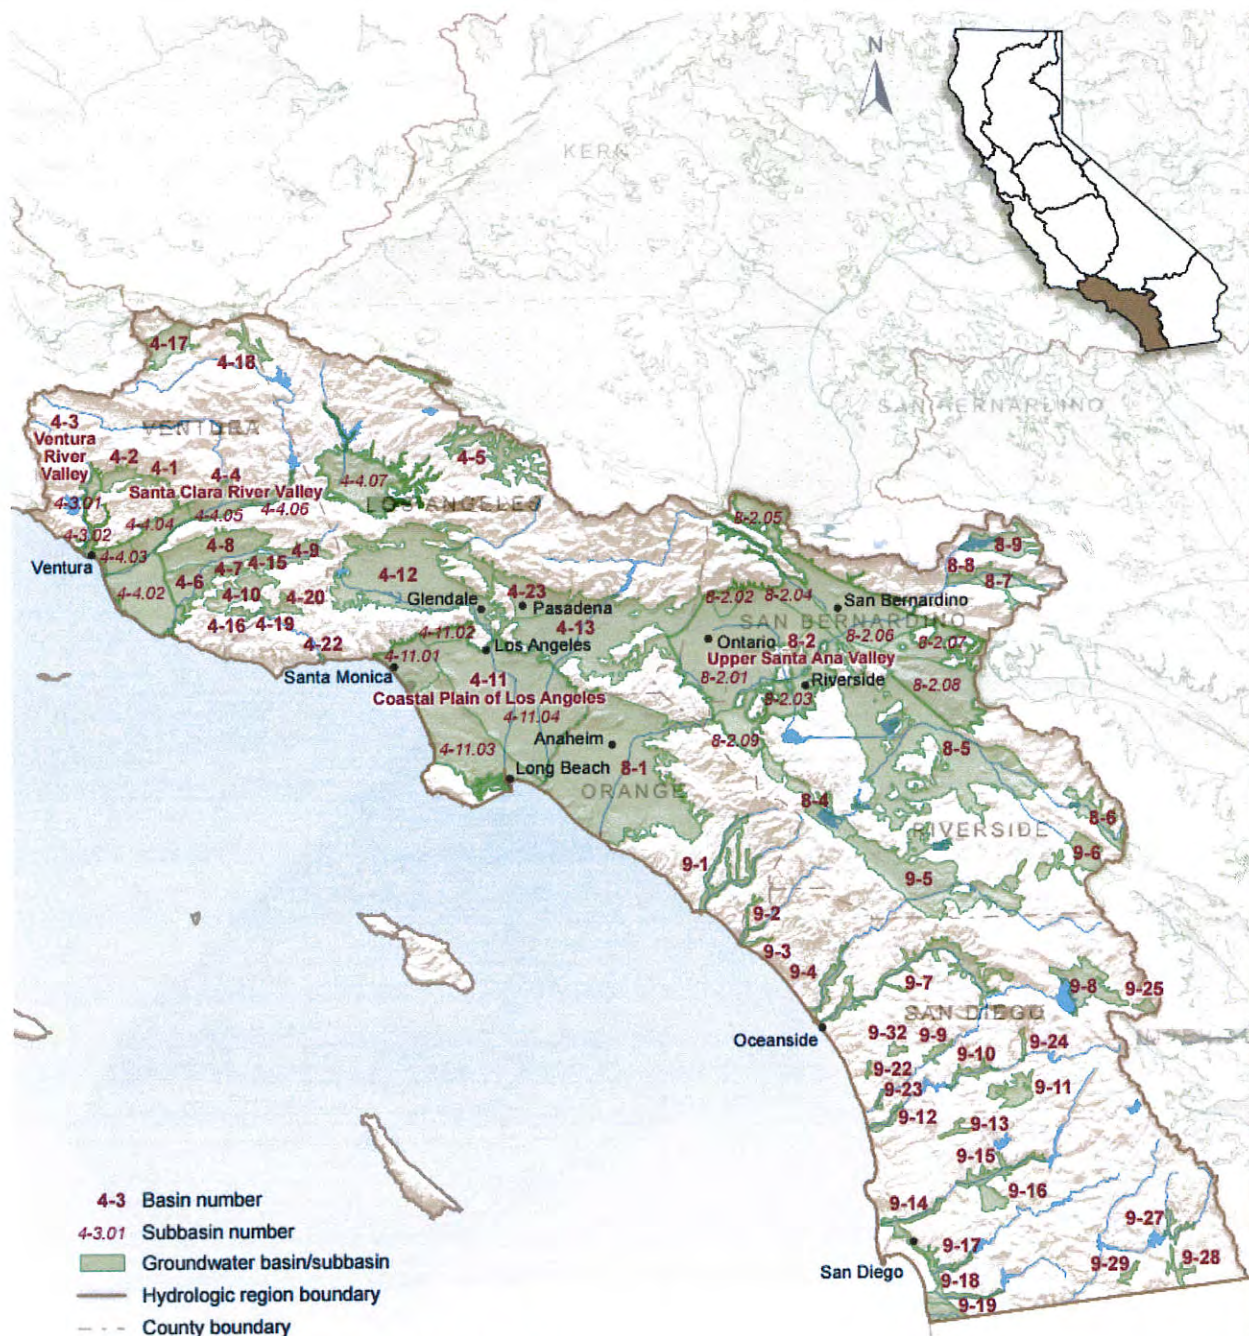 N
KERN
SAN BERNARDINO
4-17
4-18
4-3
Ventura
River
Valley
VENTURA
4-2
4-1
4-4
Santa Clara River Valley
4-5
4-4.07
LOS ANGELES
4-3.01
4-4.04
4-4.05
4-4.06
4-3.02
4-4.03
Ventura
4-4.02
4-8
4-9
4-7
4-15
4-6
4-10
4-20
4-16
4-19
4-22
4-12
Glendale
4-23
Pasadena
4-13
4-11.02
Los Angeles
4-11.01
Santa Monica
4-11
Coastal Plain of Los Angeles
4-11.04
4-11.03
Anaheim
Long Beach
8-1
ORANGE
8-2.05
8-9
8-8
8-7
8-2.02
8-2.04
San Bernardino
SAN BERNARDINO
Ontario
8-2
8-2.06
8-2.07
Upper Santa Ana Valley
8-2.01
Riverside
8-2.08
8-2.03
8-2.09
8-5
8-4
8-6
RIVERSIDE
9-6
9-1
9-5
9-2
9-3
9-4
9-7
9-8
9-25
SAN DIEGO
Oceanside
9-32
9-9
9-24
9-10
9-22
9-23
9-11
9-12
9-13
9-15
9-16
9-14
9-27
9-17
San Diego
9-28
9-29
9-18
9-19
4-3 Basin number
4-3.01 Subbasin number
Groundwater basin/subbasin
Hydrologic region boundary
County boundary